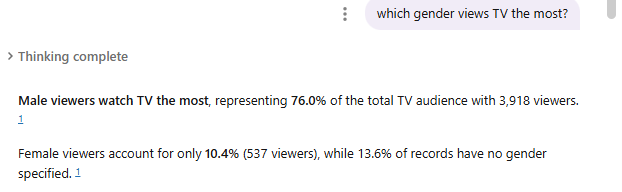 which gender views TV the most?
Thinking complete
Male viewers watch TV the most, representing 76.0% of the total TV audience with 3,918 viewers.
1
Female viewers account for only 10.4% (537 viewers), while 13.6% of records have no gender
specified. 1